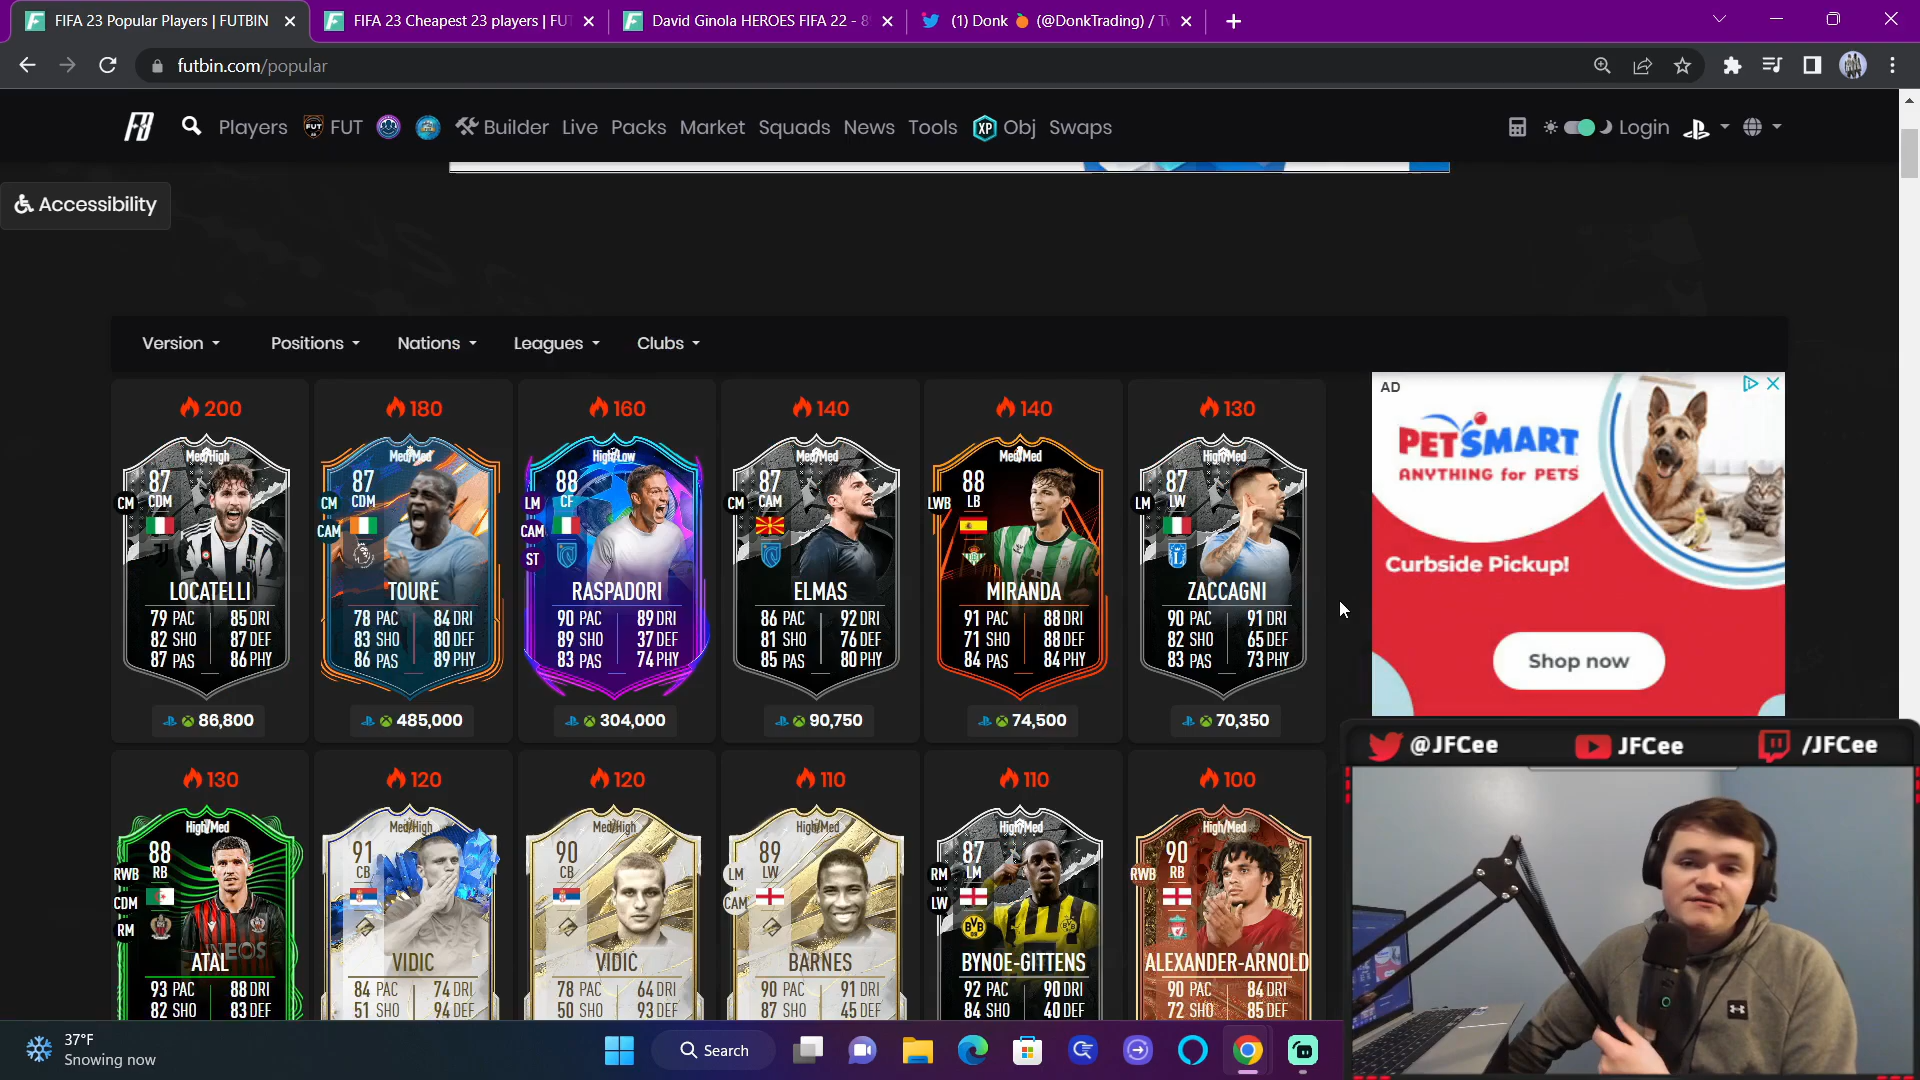 FIFA 23 Popular Players | FUTBIN
FIFA 23 Cheapest 23 players | FU
David Ginola HEROES FIFA 22 - 8
(1) Donk 🍊 (@DonkTrading) / T
futbin.com/popular
FB Players FUT Builder Live Packs Market Squads News Tools XP Obj Swaps Login
Accessibility
Version Positions Nations Leagues Clubs
200 180 160 140 140 130
Med/High
87
CDM
CM
LOCATELLI
79 PAC 85 DRI
82 SHO 87 DEF
87 PAS 86 PHY
86,800
Med/Med
87
CDM
CM
CAM
TOURÉ
78 PAC 84 DRI
83 SHO 80 DEF
86 PAS 89 PHY
485,000
High/Low
88
CF
LM
CAM
ST
RASPADORI
90 PAC 89 DRI
89 SHO 37 DEF
83 PAS 74 PHY
304,000
Med/Med
87
CAM
CM
ELMAS
86 PAC 92 DRI
81 SHO 76 DEF
85 PAS 80 PHY
90,750
Med/Med
88
LB
LWB
MIRANDA
91 PAC 88 DRI
71 SHO 88 DEF
84 PAS 84 PHY
74,500
High/Med
87
LW
LM
ZACCAGNI
90 PAC 91 DRI
82 SHO 65 DEF
83 PAS 73 PHY
70,350
AD
PETSMART
ANYTHING for PETS
Curbside Pickup!
Shop now
@JFCee JFCee /JFCee
130 120 120 110 110 100
High/Med
88
RB
RWB
CDM
RM
INEOS
ATAL
93 PAC 88 DRI
82 SHO 83 DEF
Med/High
91
CB
VIDIĆ
84 PAC 74 DRI
51 SHO 94 DEF
Med/High
90
CB
VIDIĆ
78 PAC 64 DRI
50 SHO 93 DEF
High/Med
89
LW
LM
CAM
BARNES
90 PAC 91 DRI
87 SHO 45 DEF
High/Med
87
LM
RM
LW
BYNOE-GITTENS
92 PAC 90 DRI
84 SHO 40 DEF
High/Med
90
RB
RWB
ALEXANDER-ARNOLD
90 PAC 84 DRI
72 SHO 85 DEF
37°F
Snowing now
Search